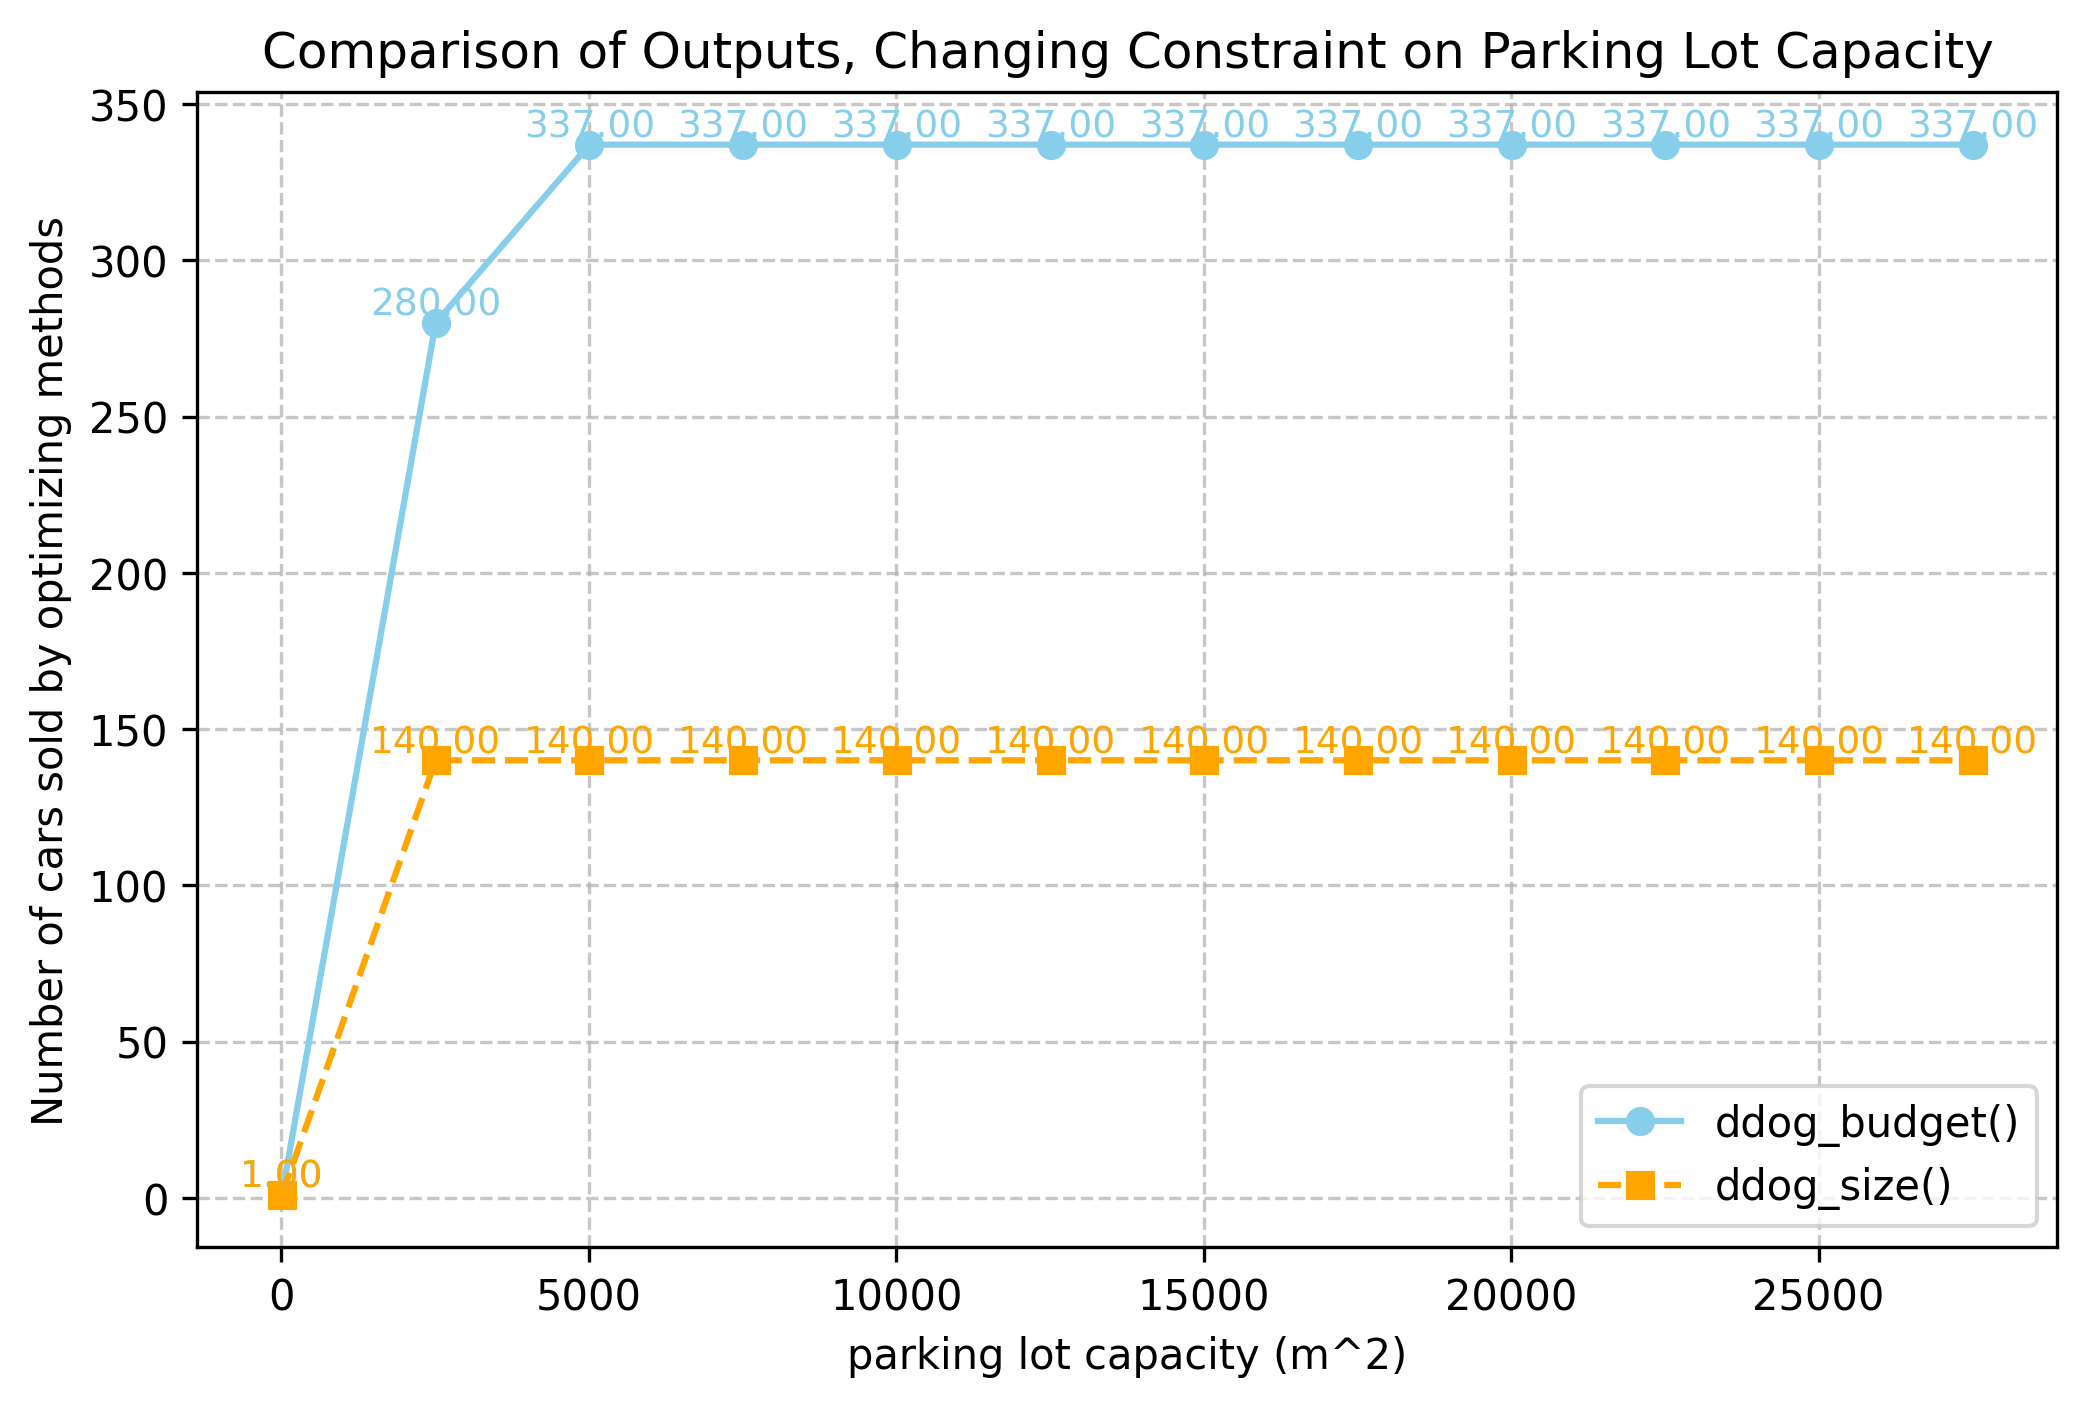 Comparison of Outputs, Changing Constraint on Parking Lot Capacity
Number of cars sold by optimizing methods
350
300
250
200
150
100
50
0
337.00 337.00 337.00 337.00 337.00 337.00 337.00 337.00 337.00 337.00
280.00
140.00 140.00 140.00 140.00 140.00 140.00 140.00 140.00 140.00 140.00 140.00
1.00
ddog_budget()
ddog_size()
0 5000 10000 15000 20000 25000
parking lot capacity (m^2)